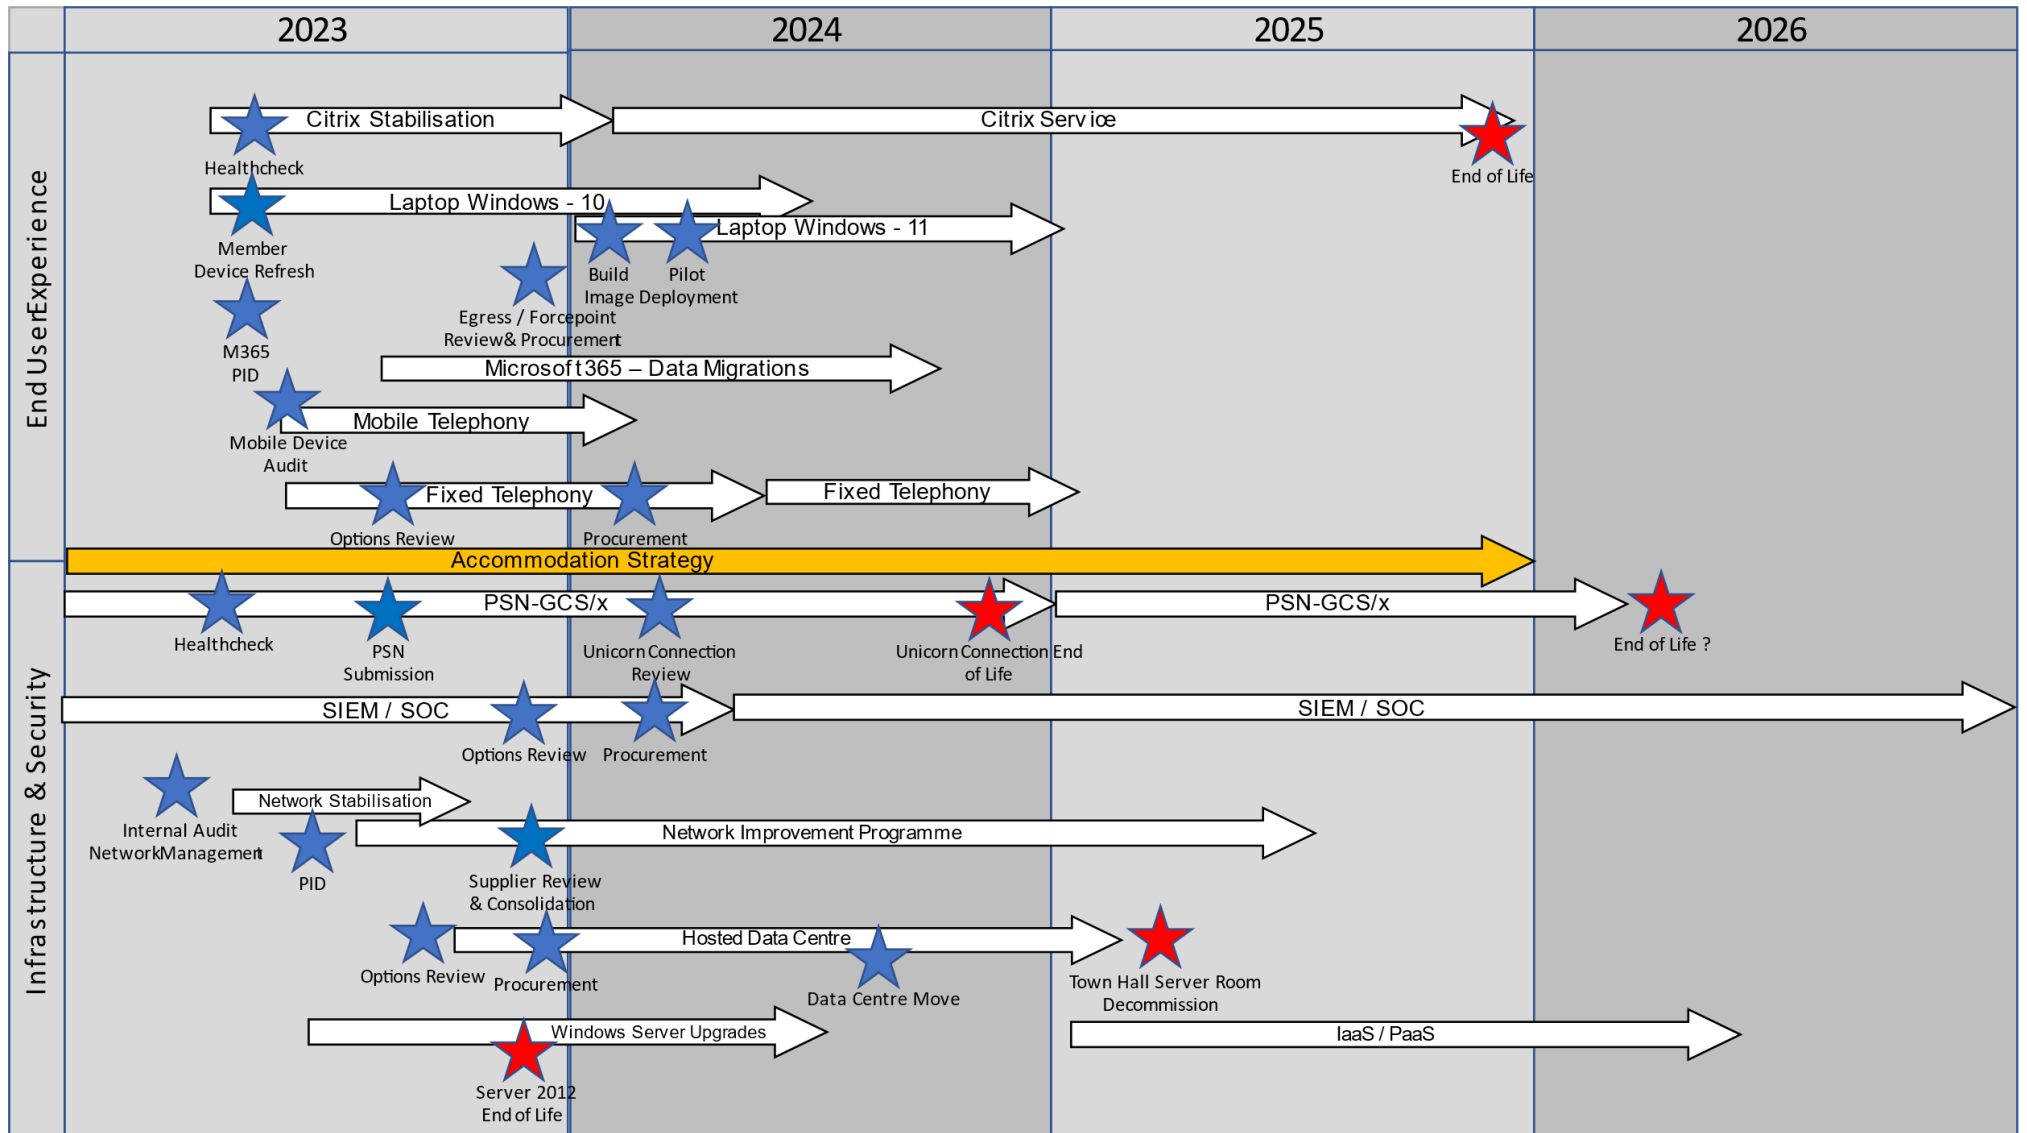 2023
2024
2025
2026
End User Experience
Citrix Stabilisation
Citrix Service
Healthcheck
End of Life
Laptop Windows - 10
Laptop Windows - 11
Member
Device Refresh
Build
Image
Pilot
Deployment
Egress / Forcepoint
Review & Procurement
M365
PID
Microsoft 365 – Data Migrations
Mobile Telephony
Mobile Device
Audit
Fixed Telephony
Fixed Telephony
Options Review
Procurement
Accommodation Strategy
Infrastructure & Security
PSN-GCS/x
PSN-GCS/x
Healthcheck
PSN
Submission
Unicorn Connection
Review
Unicorn Connection End
of Life
End of Life ?
SIEM / SOC
SIEM / SOC
Options Review
Procurement
Internal Audit
Network Management
Network Stabilisation
PID
Network Improvement Programme
Supplier Review
& Consolidation
Hosted Data Centre
Options Review
Procurement
Data Centre Move
Town Hall Server Room
Decommission
Windows Server Upgrades
IaaS / PaaS
Server 2012
End of Life